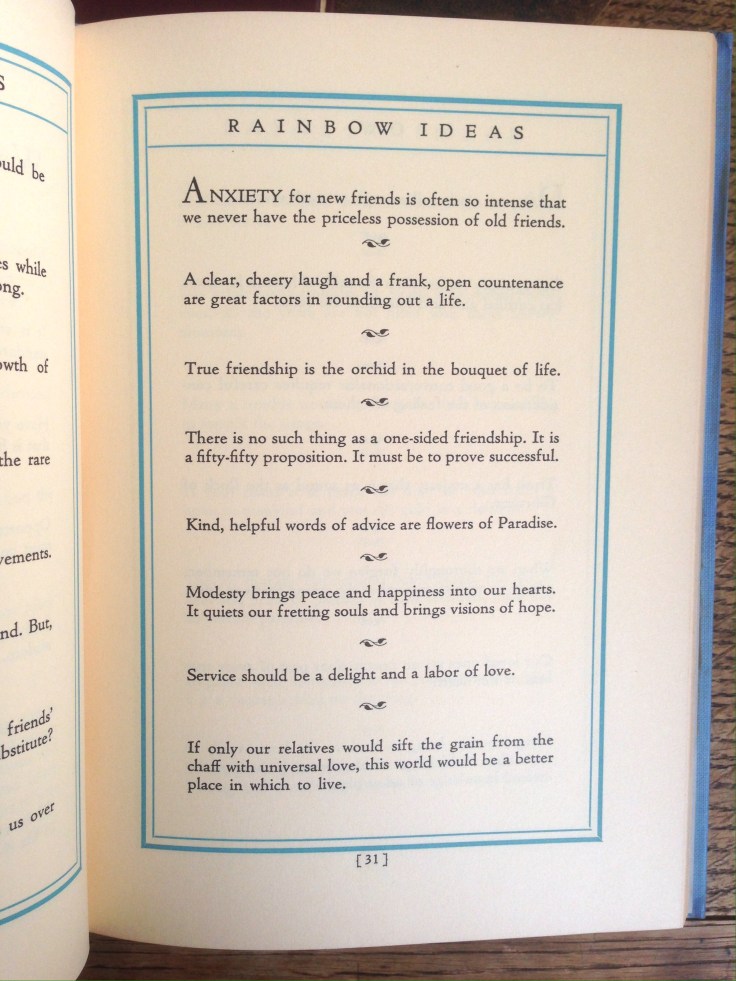 S
ould be
es while
ong.
owth of
the rare
vements.
nd. But,
friends'
bstitute?
us over
RAINBOW IDEAS
ANXIETY for new friends is often so intense that
we never have the priceless possession of old friends.
A clear, cheery laugh and a frank, open countenance
are great factors in rounding out a life.
True friendship is the orchid in the bouquet of life.
There is no such thing as a one-sided friendship. It is
a fifty-fifty proposition. It must be to prove successful.
Kind, helpful words of advice are flowers of Paradise.
Modesty brings peace and happiness into our hearts.
It quiets our fretting souls and brings visions of hope.
Service should be a delight and a labor of love.
If only our relatives would sift the grain from the
chaff with universal love, this world would be a better
place in which to live.
[31]